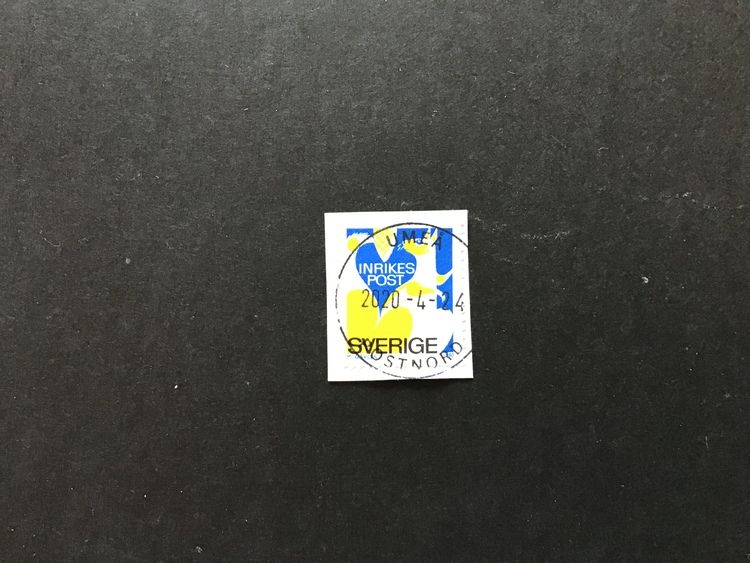 UMEÅ
INRIKES
POST
2020-4-24
SVERIGE
POSTNORD